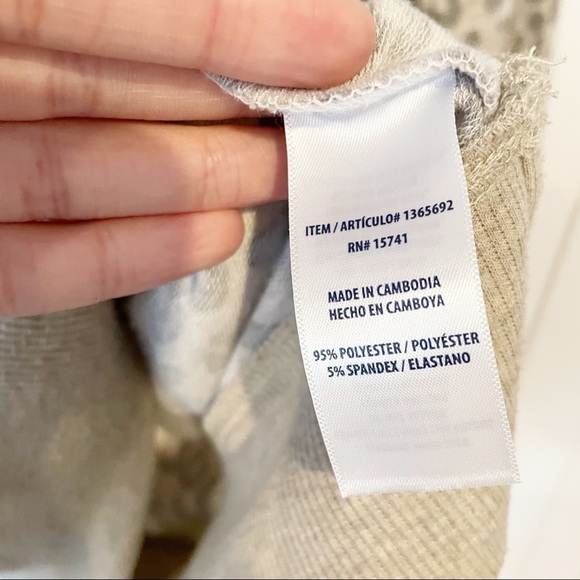 ITEM / ARTÍCULO# 1365692
RN# 15741
MADE IN CAMBODIA
HECHO EN CAMBOYA
95% POLYESTER / POLYÉSTER
5% SPANDEX / ELASTANO